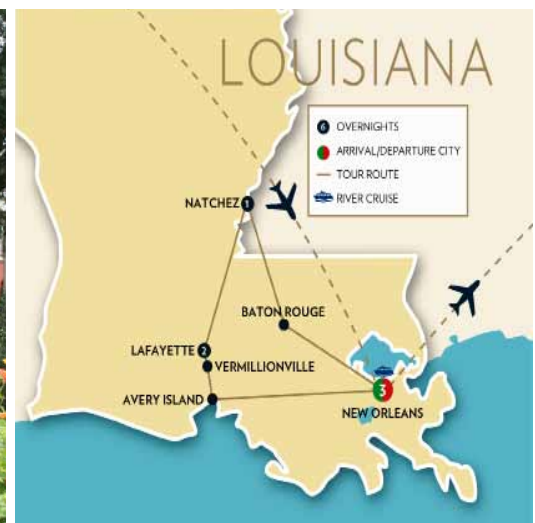 LOUISIANA
6 OVERNIGHTS
ARRIVAL/DEPARTURE CITY
TOUR ROUTE
RIVER CRUISE
NATCHEZ 1
BATON ROUGE
LAFAYETTE 2
VERMILLIONVILLE
AVERY ISLAND
3
NEW ORLEANS